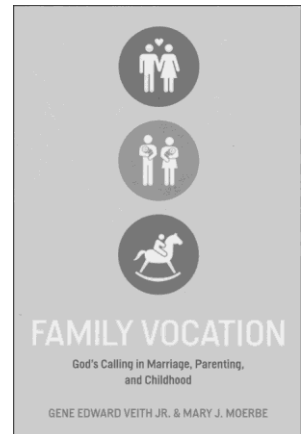 FAMILY VOCATION
God's Calling in Marriage, Parenting,
and Childhood
GENE EDWARD VEITH JR. & MARY J. MOERBE